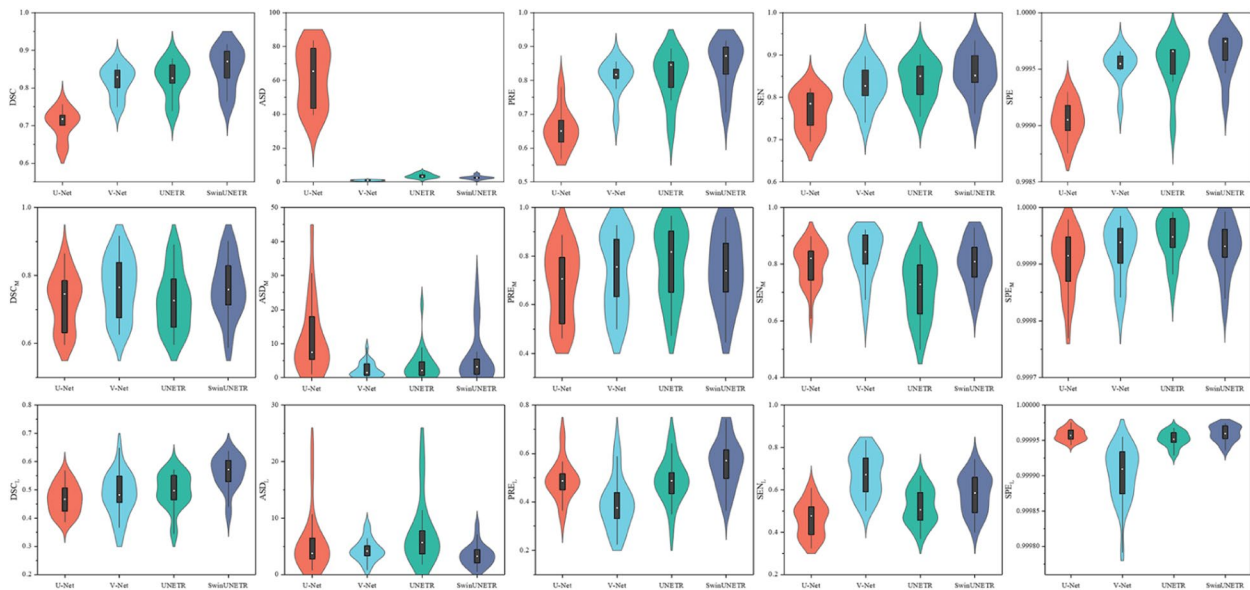 1.0
0.9
0.8
0.7
0.6
DSC
U-Net V-Net UNETR SwinUNETR
100
80
60
40
20
0
ASD
U-Net V-Net UNETR SwinUNETR
1.0
0.9
0.8
0.7
0.6
0.5
PRE
U-Net V-Net UNETR SwinUNETR
1.0
0.9
0.8
0.7
0.6
SEN
U-Net V-Net UNETR SwinUNETR
1.0000
0.9995
0.9990
0.9985
SPE
U-Net V-Net UNETR SwinUNETR
1.0
0.8
0.6
DSC_M
U-Net V-Net UNETR SwinUNETR
50
40
30
20
10
0
ASD_M
U-Net V-Net UNETR SwinUNETR
1.0
0.8
0.6
0.4
PRE_M
U-Net V-Net UNETR SwinUNETR
1.0
0.8
0.6
0.4
SEN_M
U-Net V-Net UNETR SwinUNETR
1.0000
0.9999
0.9998
0.9997
SPE_M
U-Net V-Net UNETR SwinUNETR
0.8
0.7
0.6
0.5
0.4
0.3
0.2
DSC_L
U-Net V-Net UNETR SwinUNETR
30
25
20
15
10
5
0
ASD_L
U-Net V-Net UNETR SwinUNETR
0.8
0.6
0.4
0.2
PRE_L
U-Net V-Net UNETR SwinUNETR
1.0
0.8
0.6
0.4
0.2
SEN_L
U-Net V-Net UNETR SwinUNETR
1.00000
0.99995
0.99990
0.99985
0.99980
SPE_L
U-Net V-Net UNETR SwinUNETR